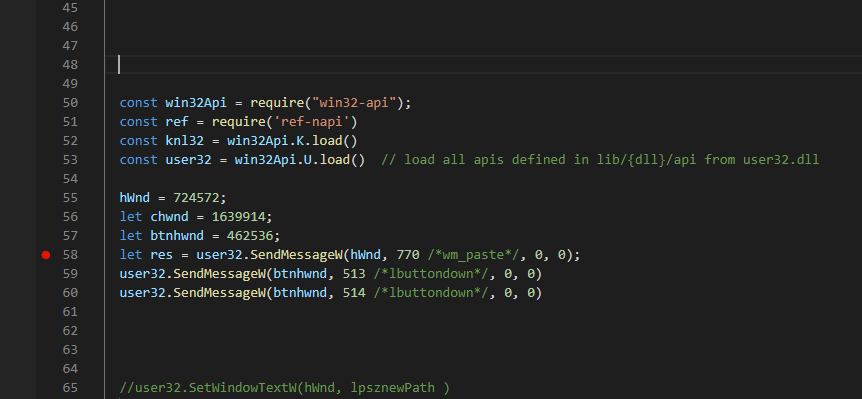 45
46
47
48
49
50 const win32Api = require("win32-api");
51 const ref = require('ref-napi')
52 const knl32 = win32Api.K.load()
53 const user32 = win32Api.U.load()  // load all apis defined in lib/{dll}/api from user32.dll
54
55 hWnd = 724572;
56 let chwnd = 1639914;
57 let btnhwnd = 462536;
58 let res = user32.SendMessageW(hWnd, 770 /*wm_paste*/, 0, 0);
59 user32.SendMessageW(btnhwnd, 513 /*lbuttondown*/, 0, 0)
60 user32.SendMessageW(btnhwnd, 514 /*lbuttondown*/, 0, 0)
61
62
63
64
65 //user32.SetWindowTextW(hWnd, lpsznewPath )